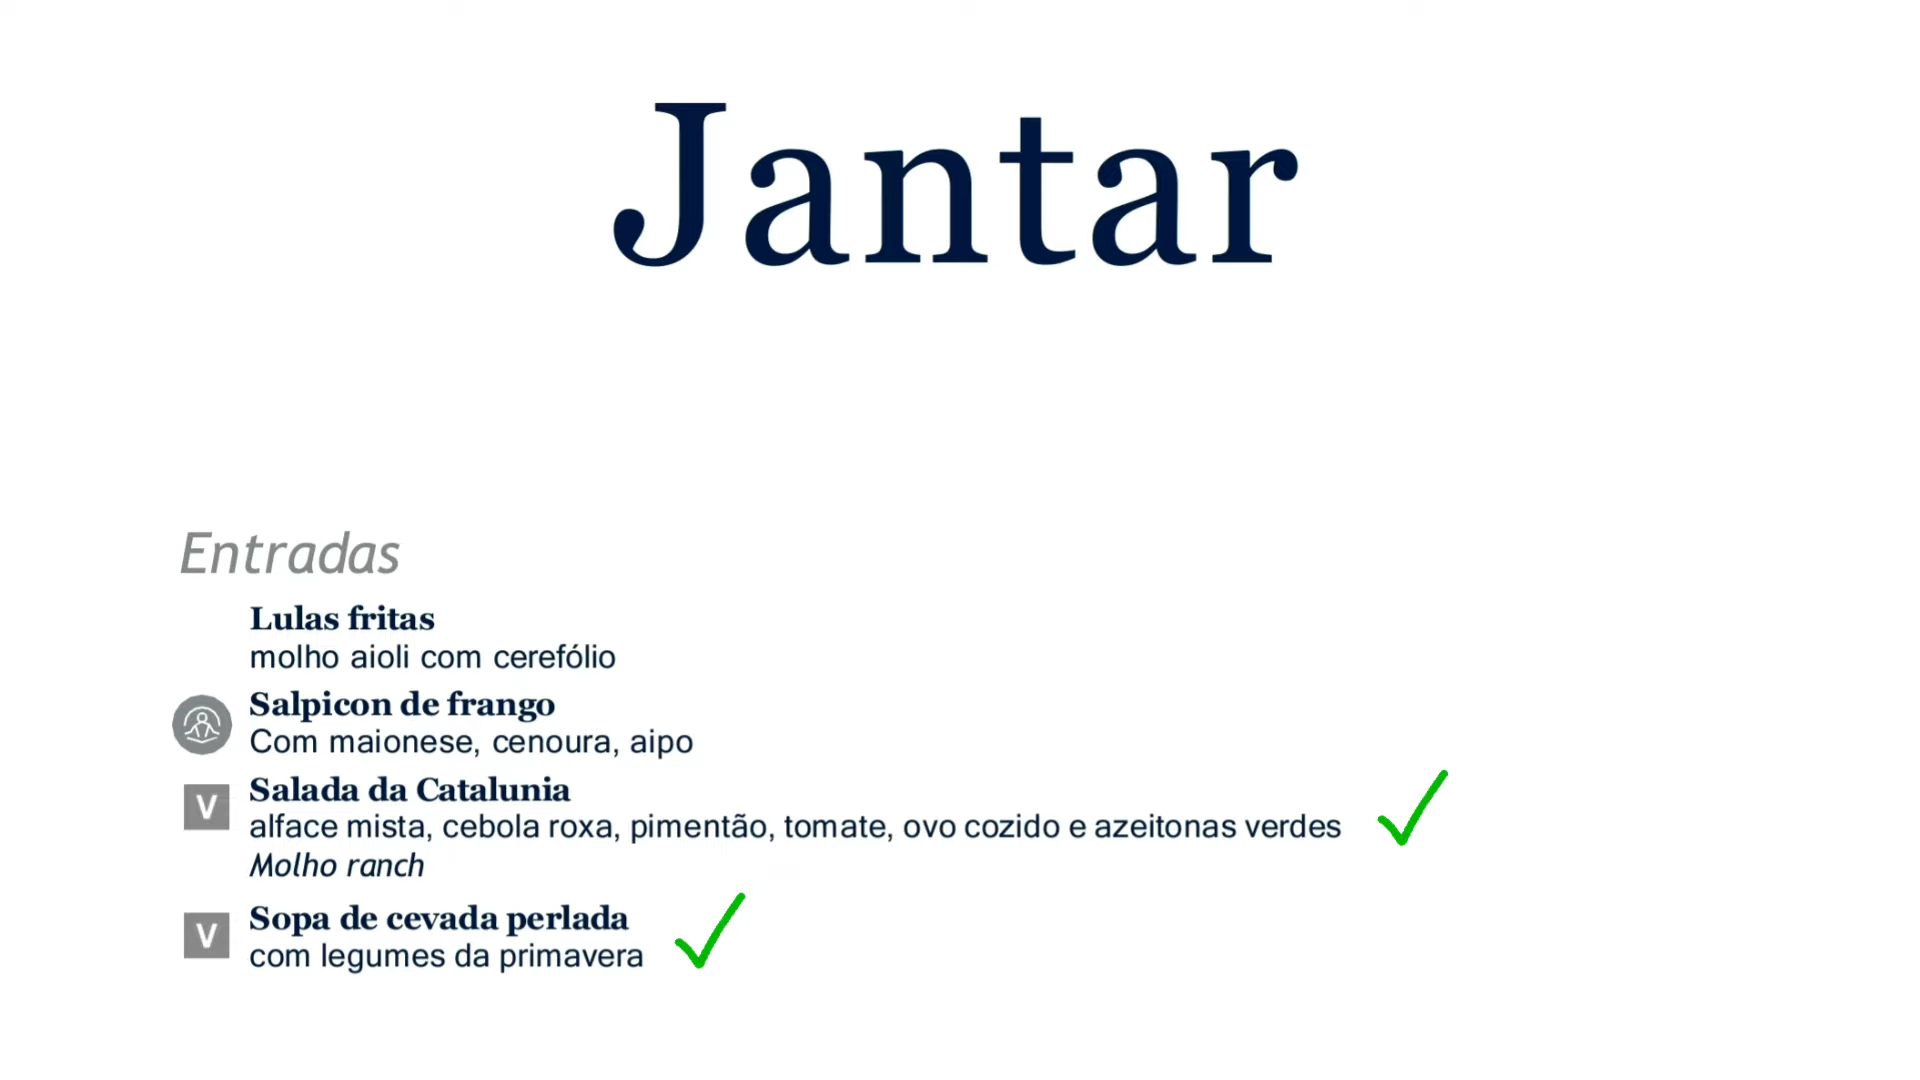 Jantar
Entradas
Lulas fritas
molho aioli com cerefólio
Salpicon de frango
Com maionese, cenoura, aipo
V
Salada da Catalunia
alface mista, cebola roxa, pimentão, tomate, ovo cozido e azeitonas verdes
Molho ranch
V
Sopa de cevada perlada
com legumes da primavera